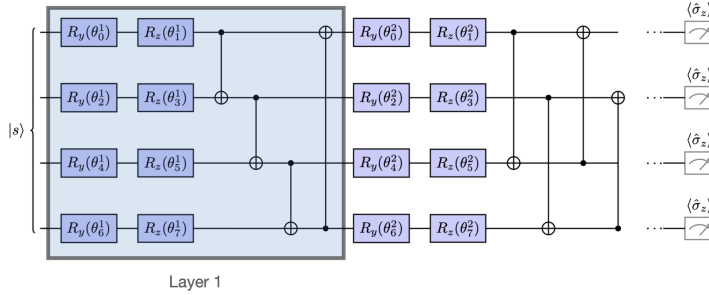 R_y(θ_0^1) R_z(θ_1^1) R_y(θ_0^2) R_z(θ_1^2) ... ⟨σ̂_z⟩
R_y(θ_2^1) R_z(θ_3^1) R_y(θ_2^2) R_z(θ_3^2) ... ⟨σ̂_z⟩
|s⟩
R_y(θ_4^1) R_z(θ_5^1) R_y(θ_4^2) R_z(θ_5^2) ... ⟨σ̂_z⟩
R_y(θ_6^1) R_z(θ_7^1) R_y(θ_6^2) R_z(θ_7^2) ... ⟨σ̂_z⟩
Layer 1